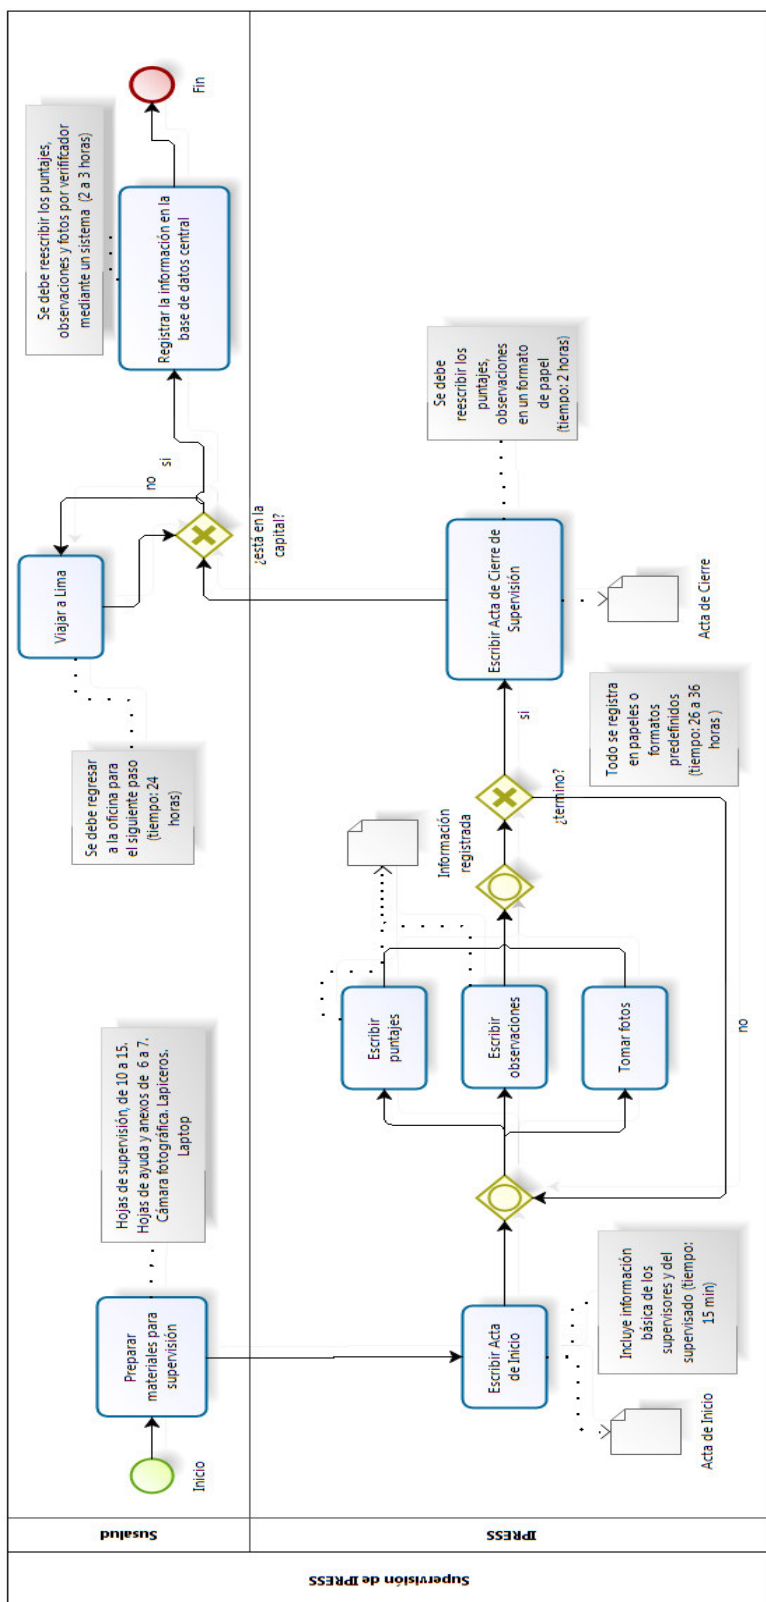 Supervisión de IPRESS
Susalud
IPRESS
Inicio
Preparar
materiales para
supervisión
Hojas de supervisión, de 10 a 15.
Hojas de ayuda y anexos de 6 a 7.
Cámara fotográfica. Lapiceros.
Laptop
Se debe regresar
a la oficina para
el siguiente paso
(tiempo: 24
horas)
Viajar a Lima
no
si
¿está en la
capital?
Se debe reescribir los puntajes,
observaciones y fotos por verififcador
mediante un sistema (2 a 3 horas)
Registrar la información en la
base de datos central
Fin
Escribir Acta
de Inicio
Acta de Inicio
Incluye información
básica de los
supervisores y del
supervisado (tiempo:
15 min)
Escribir
puntajes
Escribir
observaciones
Tomar fotos
Información
registrada
¿termino?
si
no
Todo se registra
en papeles o
formatos
predefinidos
(tiempo: 26 a 36
horas )
Escribir Acta de Cierre de
Supervisión
Acta de Cierre
Se debe
reescribir los
puntajes,
observaciones
en un formato
de papel
(tiempo: 2 horas)